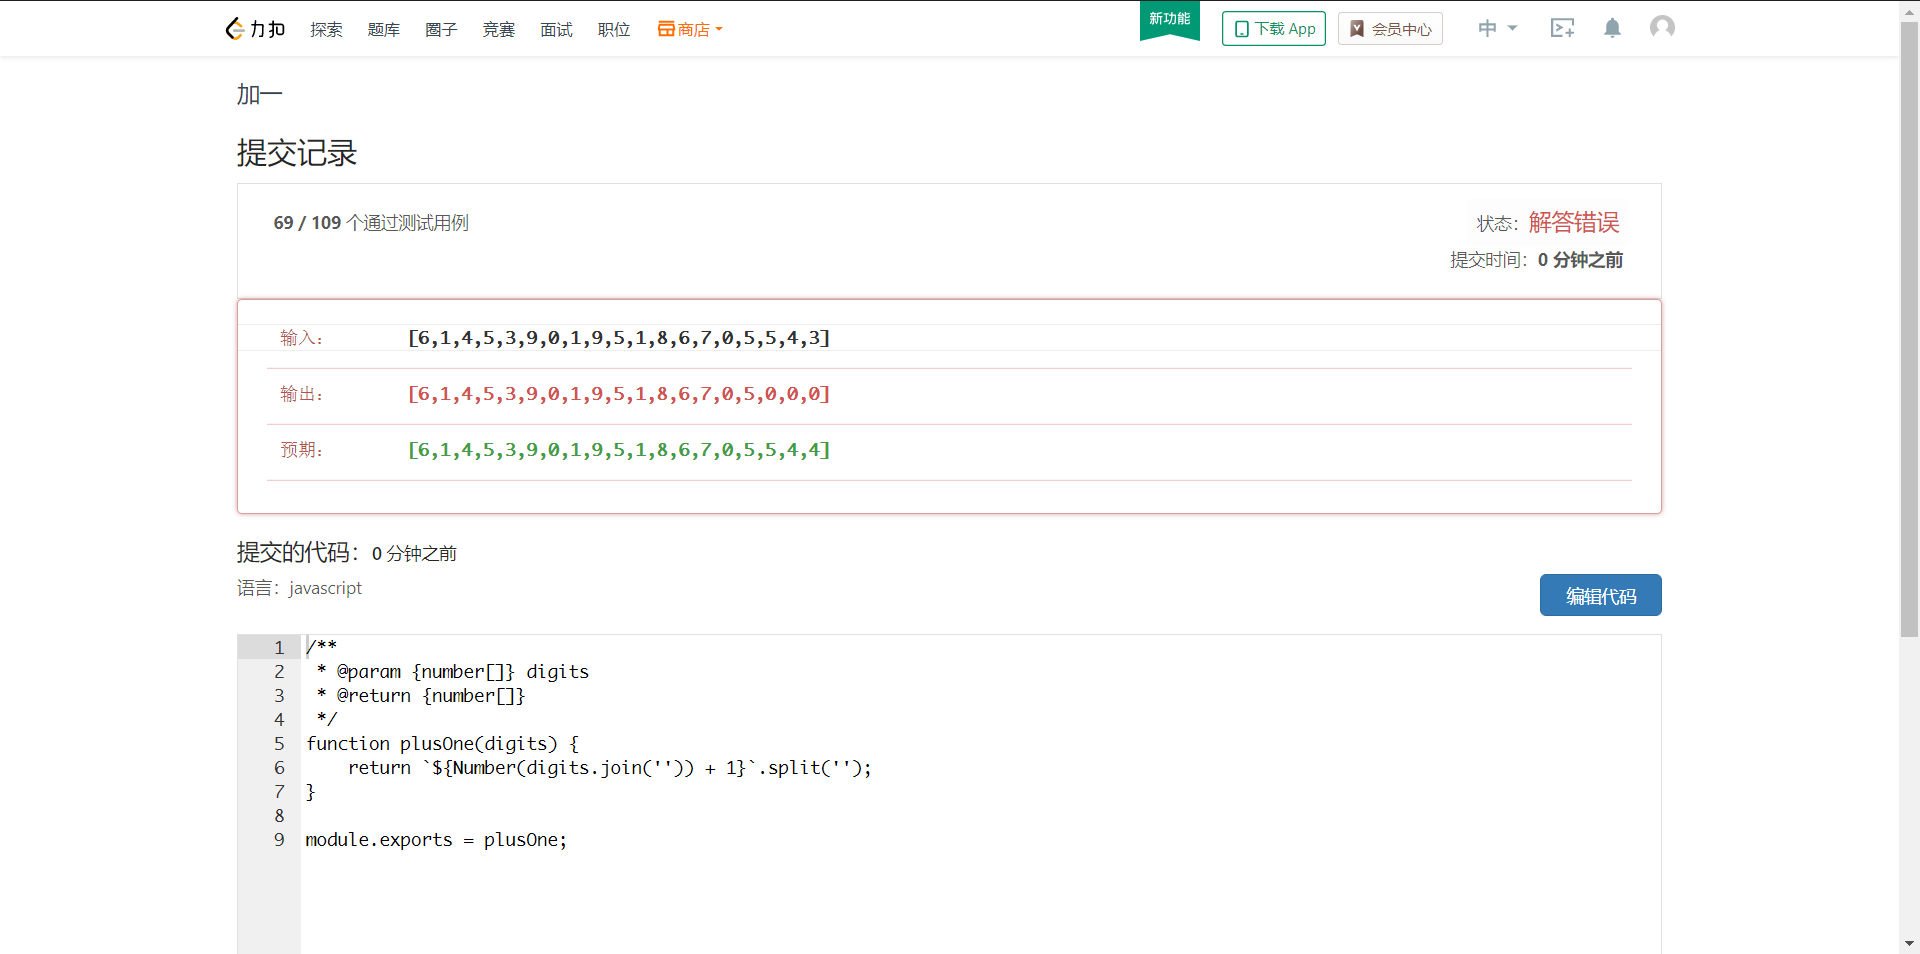 力扣 探索 题库 圈子 竞赛 面试 职位 商店 新功能 下载 App 会员中心 中
加一
提交记录
69 / 109 个通过测试用例
状态：解答错误
提交时间：0 分钟之前
输入： [6,1,4,5,3,9,0,1,9,5,1,8,6,7,0,5,5,4,3]
输出： [6,1,4,5,3,9,0,1,9,5,1,8,6,7,0,5,0,0,0]
预期： [6,1,4,5,3,9,0,1,9,5,1,8,6,7,0,5,5,4,4]
提交的代码：0 分钟之前
语言：javascript
编辑代码
1 /**
2  * @param {number[]} digits
3  * @return {number[]}
4  */
5 function plusOne(digits) {
6     return `${Number(digits.join('')) + 1}`.split('');
7 }
8
9 module.exports = plusOne;